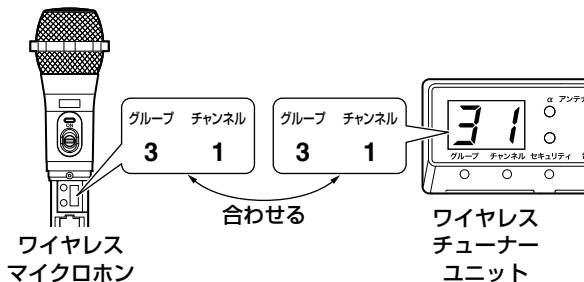 グループ チャンネル
3 1
グループ チャンネル
3 1
合わせる
ON
31
α アンテナ
グループ チャンネル セキュリティ
ワイヤレス
マイクロホン
ワイヤレス
チューナー
ユニット